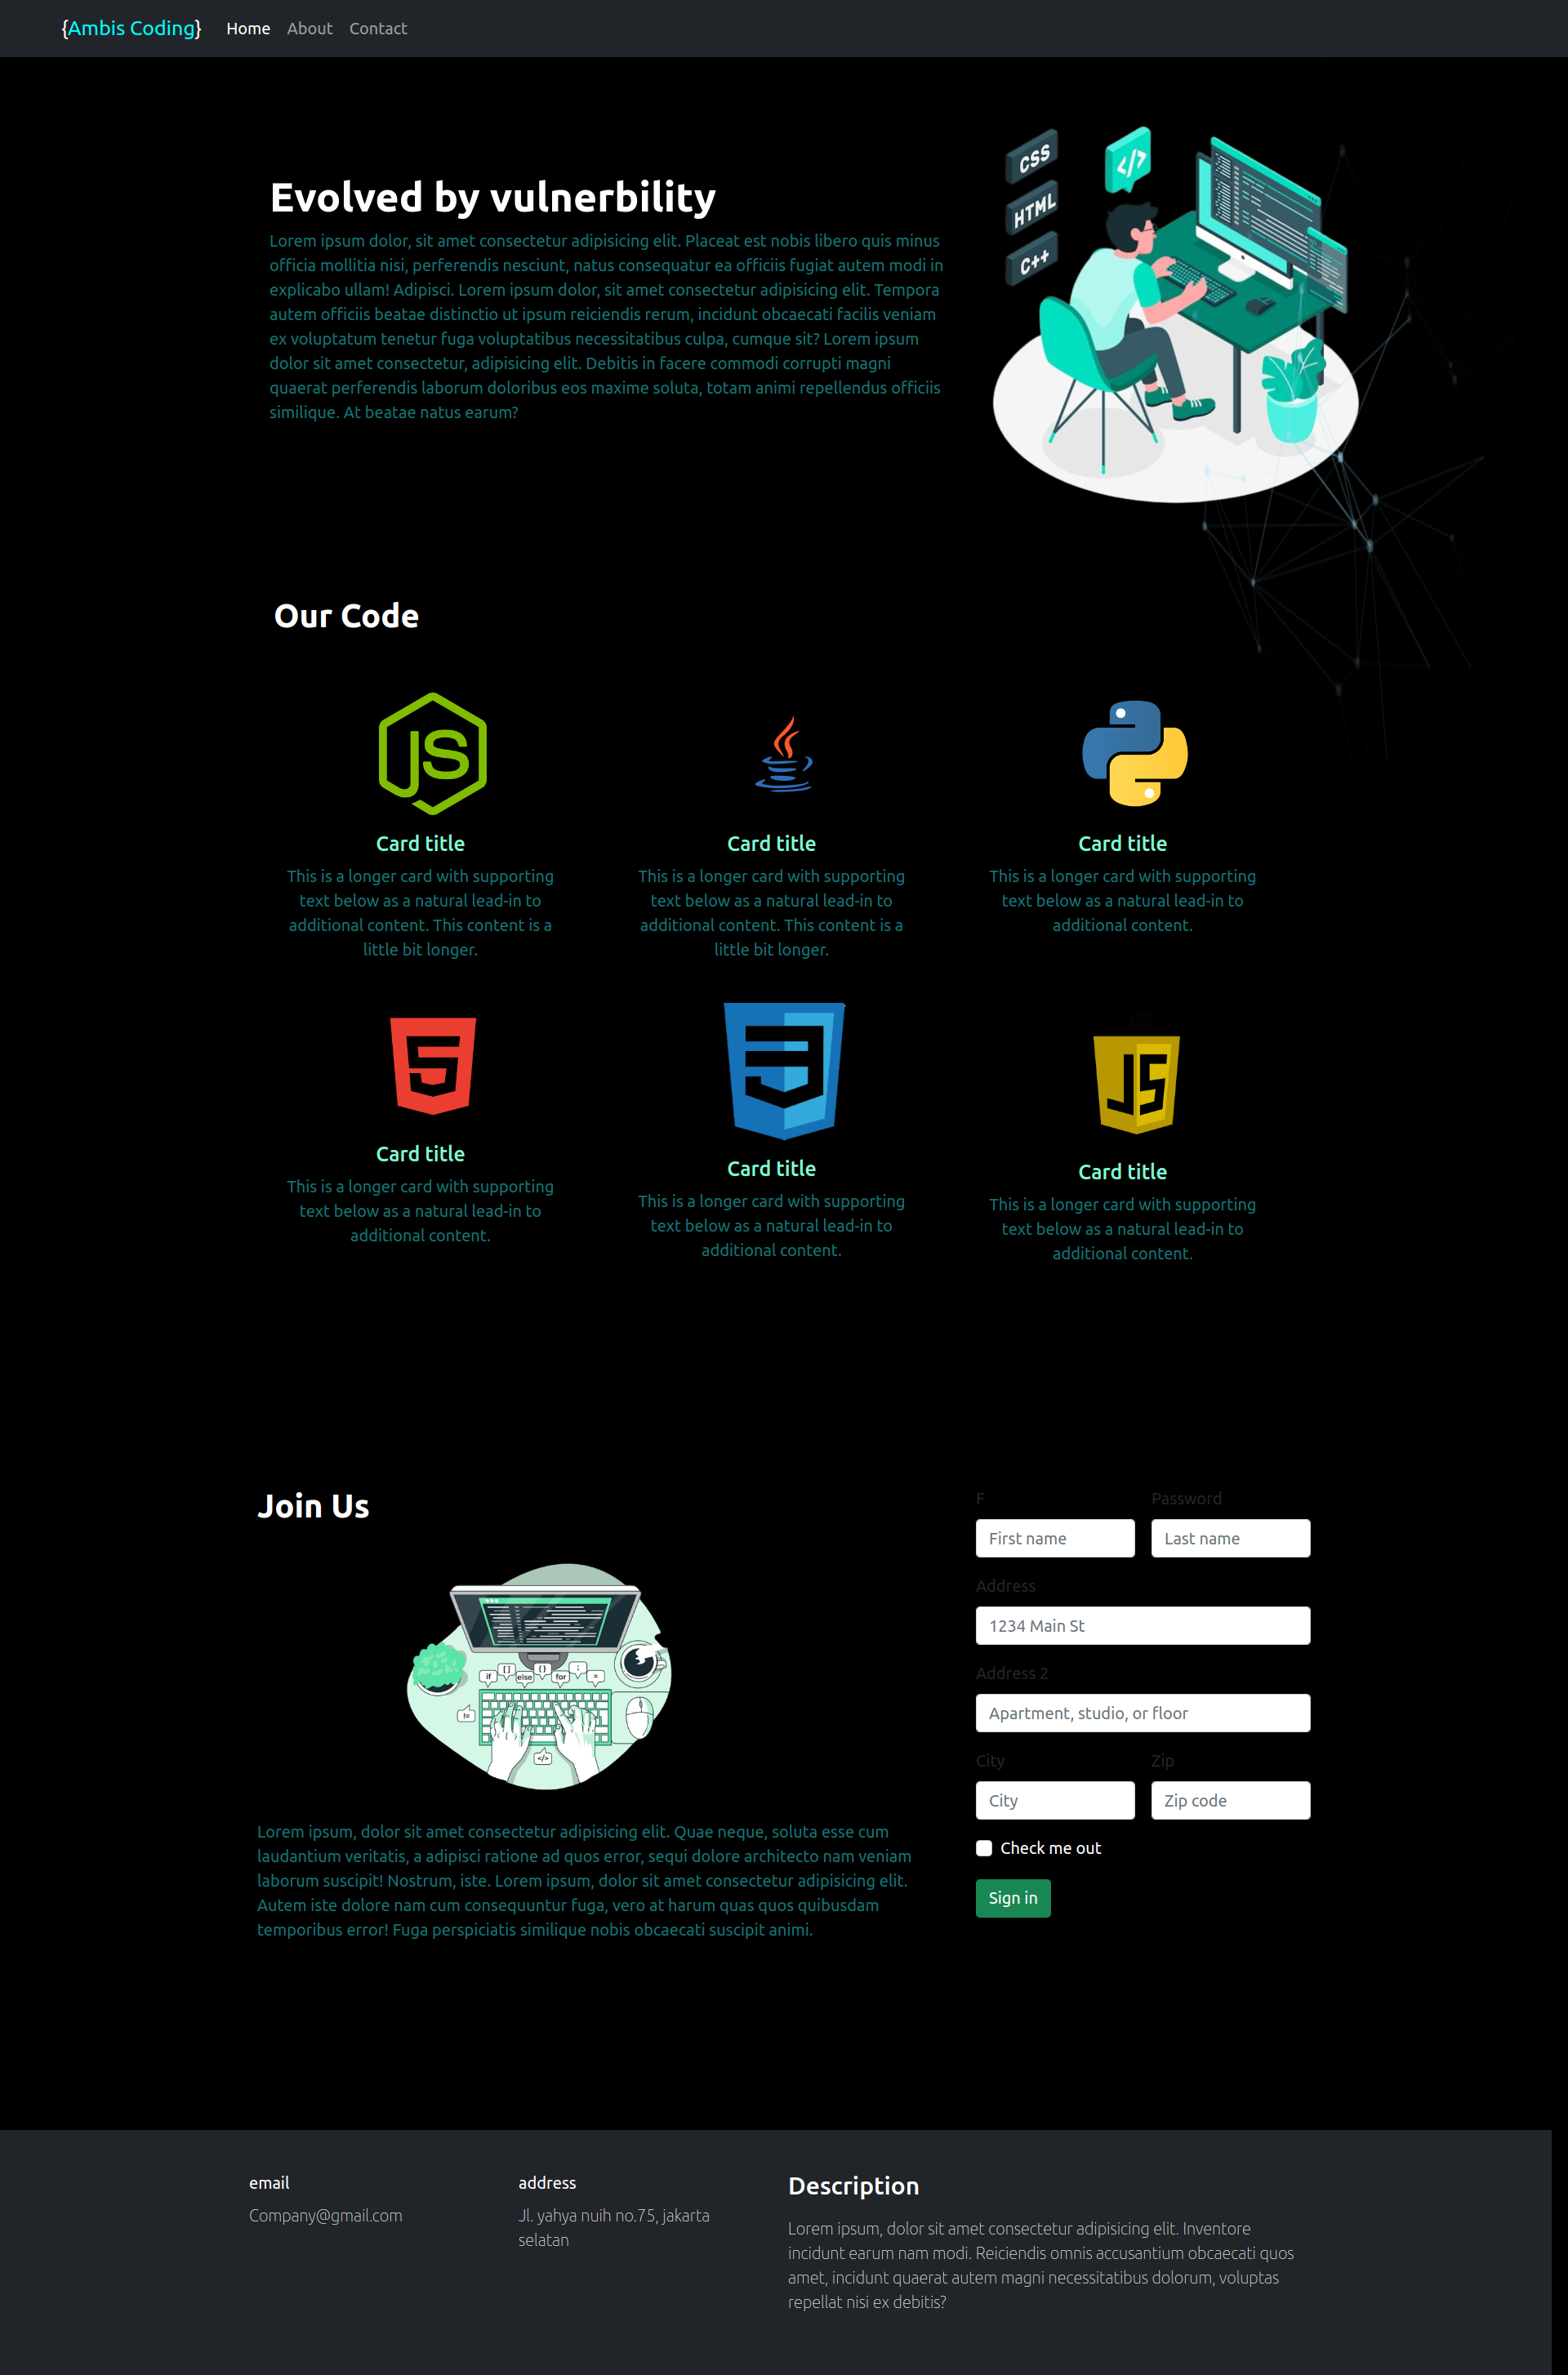 {Ambis Coding} Home About Contact
CSS
</>
HTML
C++
Evolved by vulnerbility
Lorem ipsum dolor, sit amet consectetur adipisicing elit. Placeat est nobis libero quis minus
officia mollitia nisi, perferendis nesciunt, natus consequatur ea officiis fugiat autem modi in
explicabo ullam! Adipisci. Lorem ipsum dolor, sit amet consectetur adipisicing elit. Tempora
autem officiis beatae distinctio ut ipsum reiciendis rerum, incidunt obcaecati facilis veniam
ex voluptatum tenetur fuga voluptatibus necessitatibus culpa, cumque sit? Lorem ipsum
dolor sit amet consectetur, adipisicing elit. Debitis in facere commodi corrupti magni
quaerat perferendis laborum doloribus eos maxime soluta, totam animi repellendus officiis
similique. At beatae natus earum?
Our Code
JS
Card title
This is a longer card with supporting
text below as a natural lead-in to
additional content. This content is a
little bit longer.
Card title
This is a longer card with supporting
text below as a natural lead-in to
additional content. This content is a
little bit longer.
Card title
This is a longer card with supporting
text below as a natural lead-in to
additional content.
5
Card title
This is a longer card with supporting
text below as a natural lead-in to
additional content.
3
Card title
This is a longer card with supporting
text below as a natural lead-in to
additional content.
JS
Card title
This is a longer card with supporting
text below as a natural lead-in to
additional content.
Join Us
if [ ] else ( ) for ; =
!=
</>
Lorem ipsum, dolor sit amet consectetur adipisicing elit. Quae neque, soluta esse cum
laudantium veritatis, a adipisci ratione ad quos error, sequi dolore architecto nam veniam
laborum suscipit! Nostrum, iste. Lorem ipsum, dolor sit amet consectetur adipisicing elit.
Autem iste dolore nam cum consequuntur fuga, vero at harum quas quos quibusdam
temporibus error! Fuga perspiciatis similique nobis obcaecati suscipit animi.
F Password
First name Last name
Address
1234 Main St
Address 2
Apartment, studio, or floor
City Zip
City Zip code
Check me out
Sign in
email
Company@gmail.com
address
Jl. yahya nuih no.75, jakarta
selatan
Description
Lorem ipsum, dolor sit amet consectetur adipisicing elit. Inventore
incidunt earum nam modi. Reiciendis omnis accusantium obcaecati quos
amet, incidunt quaerat autem magni necessitatibus dolorum, voluptas
repellat nisi ex debitis?